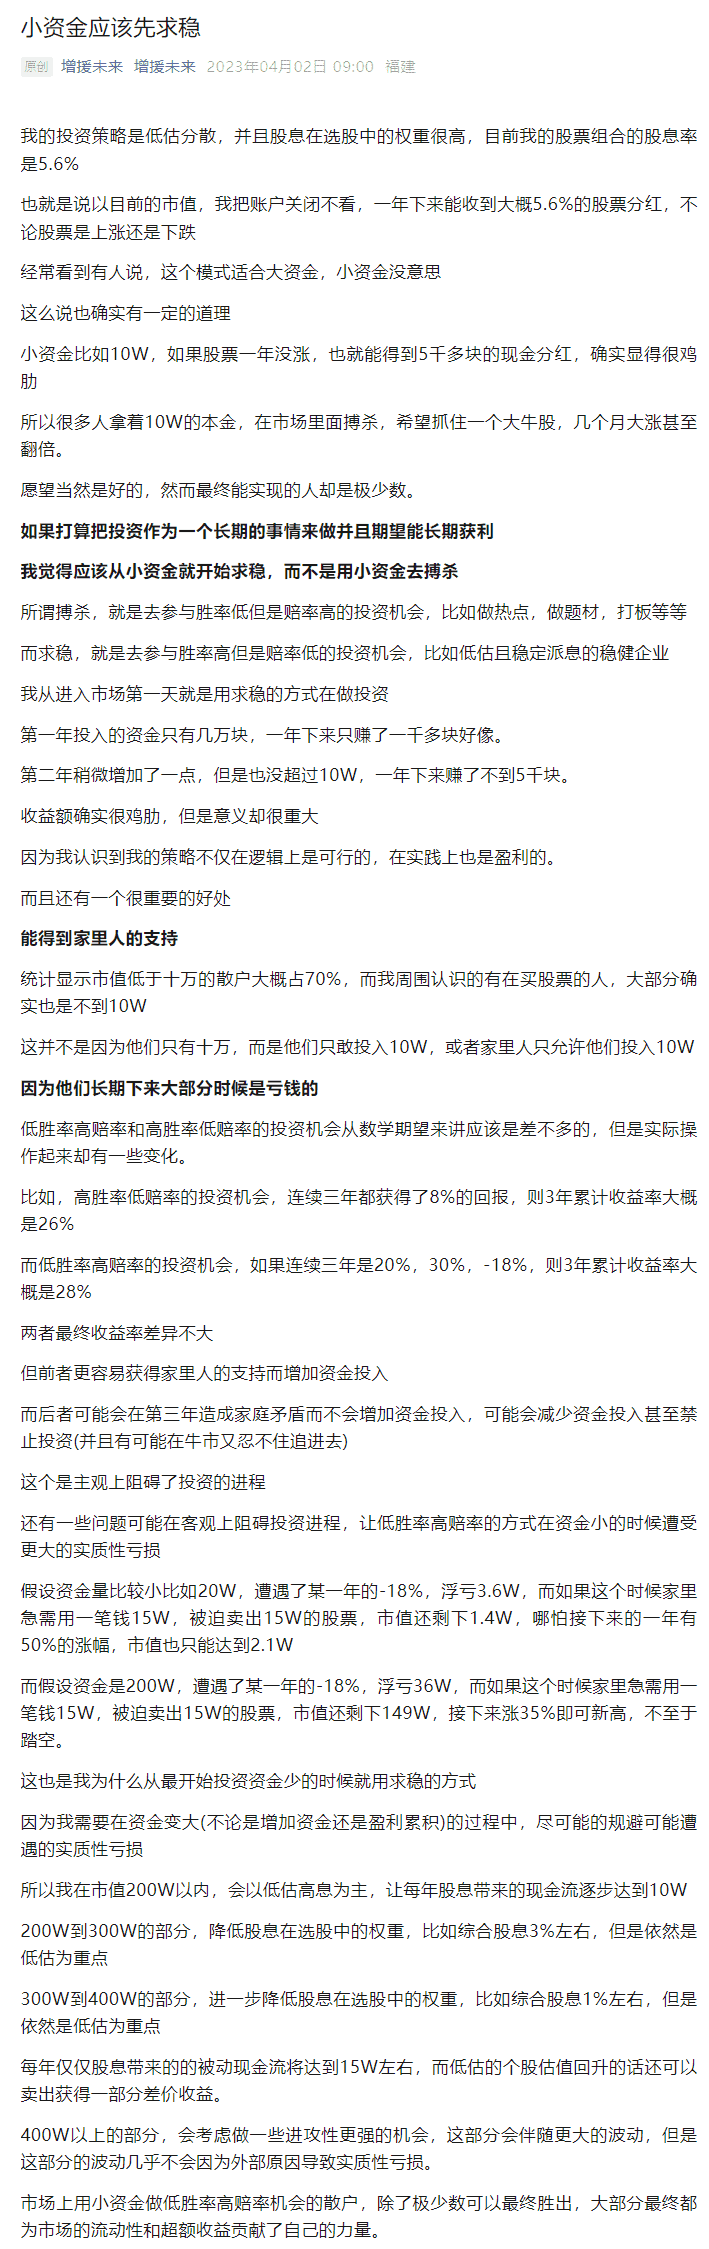 小资金应该先求稳
原创 增援未来 增援未来 2023年04月02日 09:00 福建
我的投资策略是低估分散，并且股息在选股中的权重很高，目前我的股票组合的股息率
是5.6%
也就是说以目前的市值，我把账户关闭不看，一年下来能收到大概5.6%的股票分红，不
论股票是上涨还是下跌
经常看到有人说，这个模式适合大资金，小资金没意思
这么说也确实有一定的道理
小资金比如10W，如果股票一年没涨，也就能得到5千多块的现金分红，确实显得很鸡
肋
所以很多人拿着10W的本金，在市场里面搏杀，希望抓住一个大牛股，几个月大涨甚至
翻倍。
愿望当然是好的，然而最终能实现的人却是极少数。
如果打算把投资作为一个长期的事情来做并且期望能长期获利
我觉得应该从小资金就开始求稳，而不是用小资金去搏杀
所谓搏杀，就是去参与胜率低但是赔率高的投资机会，比如做热点，做题材，打板等等
而求稳，就是去参与胜率高但是赔率低的投资机会，比如低估且稳定派息的稳健企业
我从进入市场第一天就是用求稳的方式在做投资
第一年投入的资金只有几万块，一年下来只赚了一千多块好像。
第二年稍微增加了一点，但是也没超过10W，一年下来赚了不到5千块。
收益额确实很鸡肋，但是意义却很重大
因为我认识到我的策略不仅在逻辑上是可行的，在实践上也是盈利的。
而且还有一个很重要的好处
能得到家里人的支持
统计显示市值低于十万的散户大概占70%，而我周围认识的有在买股票的人，大部分确
实也是不到10W
这并不是因为他们只有十万，而是他们只敢投入10W，或者家里人只允许他们投入10W
因为他们长期下来大部分时候是亏钱的
低胜率高赔率和高胜率低赔率的投资机会从数学期望来讲应该是差不多的，但是实际操
作起来却有一些变化。
比如，高胜率低赔率的投资机会，连续三年都获得了8%的回报，则3年累计收益率大概
是26%
而低胜率高赔率的投资机会，如果连续三年是20%，30%，-18%，则3年累计收益率大
概是28%
两者最终收益率差异不大
但前者更容易获得家里人的支持而增加资金投入
而后者可能会在第三年造成家庭矛盾而不会增加资金投入，可能会减少资金投入甚至禁
止投资(并且有可能在牛市又忍不住追进去)
这个是主观上阻碍了投资的进程
还有一些问题可能在客观上阻碍投资进程，让低胜率高赔率的方式在资金小的时候遭受
更大的实质性亏损
假设资金量比较小比如20W，遭遇了某一年的-18%，浮亏3.6W，而如果这个时候家里
急需用一笔钱15W，被迫卖出15W的股票，市值还剩下1.4W，哪怕接下来的一年有
50%的涨幅，市值也只能达到2.1W
而假设资金是200W，遭遇了某一年的-18%，浮亏36W，而如果这个时候家里急需用一
笔钱15W，被迫卖出15W的股票，市值还剩下149W，接下来涨35%即可新高，不至于
踏空。
这也是我为什么从最开始投资资金少的时候就用求稳的方式
因为我需要在资金变大(不论是增加资金还是盈利累积)的过程中，尽可能的规避可能遭
遇的实质性亏损
所以我在市值200W以内，会以低估高息为主，让每年股息带来的现金流逐步达到10W
200W到300W的部分，降低股息在选股中的权重，比如综合股息3%左右，但是依然是
低估为重点
300W到400W的部分，进一步降低股息在选股中的权重，比如综合股息1%左右，但是
依然是低估为重点
每年仅仅股息带来的的被动现金流将达到15W左右，而低估的个股估值回升的话还可以
卖出获得一部分差价收益。
400W以上的部分，会考虑做一些进攻性更强的机会，这部分会伴随更大的波动，但是
这部分的波动几乎不会因为外部原因导致实质性亏损。
市场上用小资金做低胜率高赔率机会的散户，除了极少数可以最终胜出，大部分最终都
为市场的流动性和超额收益贡献了自己的力量。